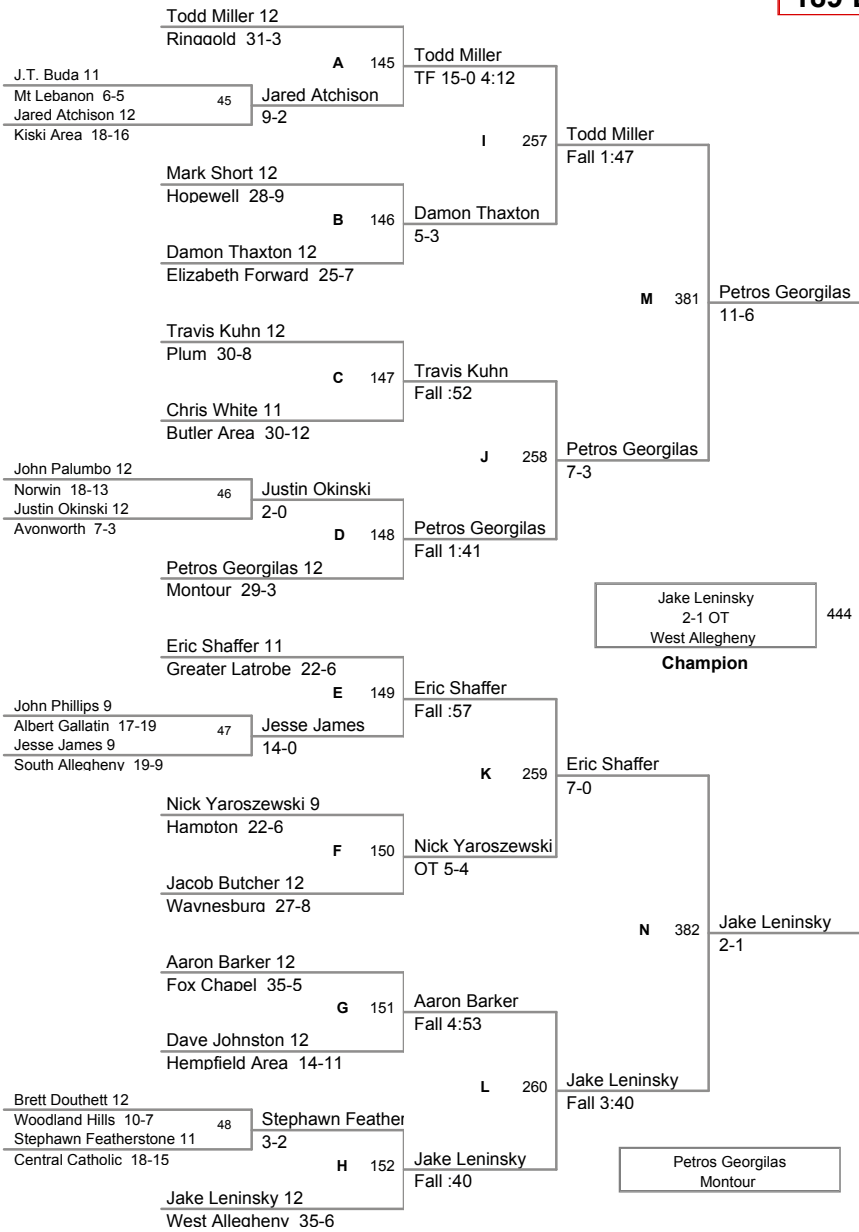 189
Todd Miller 12
Ringgold 31-3
A 145
Todd Miller
TF 15-0 4:12
J.T. Buda 11
Mt Lebanon 6-5
45
Jared Atchison 12
Kiski Area 18-16
Jared Atchison
9-2
I 257
Todd Miller
Fall 1:47
Mark Short 12
Hopewell 28-9
B 146
Damon Thaxton
5-3
Damon Thaxton 12
Elizabeth Forward 25-7
M 381
Petros Georgilas
11-6
Travis Kuhn 12
Plum 30-8
C 147
Travis Kuhn
Fall :52
Chris White 11
Butler Area 30-12
J 258
Petros Georgilas
7-3
John Palumbo 12
Norwin 18-13
46
Justin Okinski 12
Avonworth 7-3
Justin Okinski
2-0
D 148
Petros Georgilas
Fall 1:41
Petros Georgilas 12
Montour 29-3
Jake Leninsky
2-1 OT
West Allegheny
444
Champion
Eric Shaffer 11
Greater Latrobe 22-6
E 149
Eric Shaffer
Fall :57
John Phillips 9
Albert Gallatin 17-19
47
Jesse James 9
South Allegheny 19-9
Jesse James
14-0
K 259
Eric Shaffer
7-0
Nick Yaroszewski 9
Hampton 22-6
F 150
Nick Yaroszewski
OT 5-4
Jacob Butcher 12
Waynesburg 27-8
N 382
Jake Leninsky
2-1
Aaron Barker 12
Fox Chapel 35-5
G 151
Aaron Barker
Fall 4:53
Dave Johnston 12
Hempfield Area 14-11
L 260
Jake Leninsky
Fall 3:40
Brett Douthett 12
Woodland Hills 10-7
48
Stephawn Featherstone 11
Central Catholic 18-15
Stephawn Feather
3-2
H 152
Jake Leninsky
Fall :40
Jake Leninsky 12
West Allegheny 35-6
Petros Georgilas
Montour